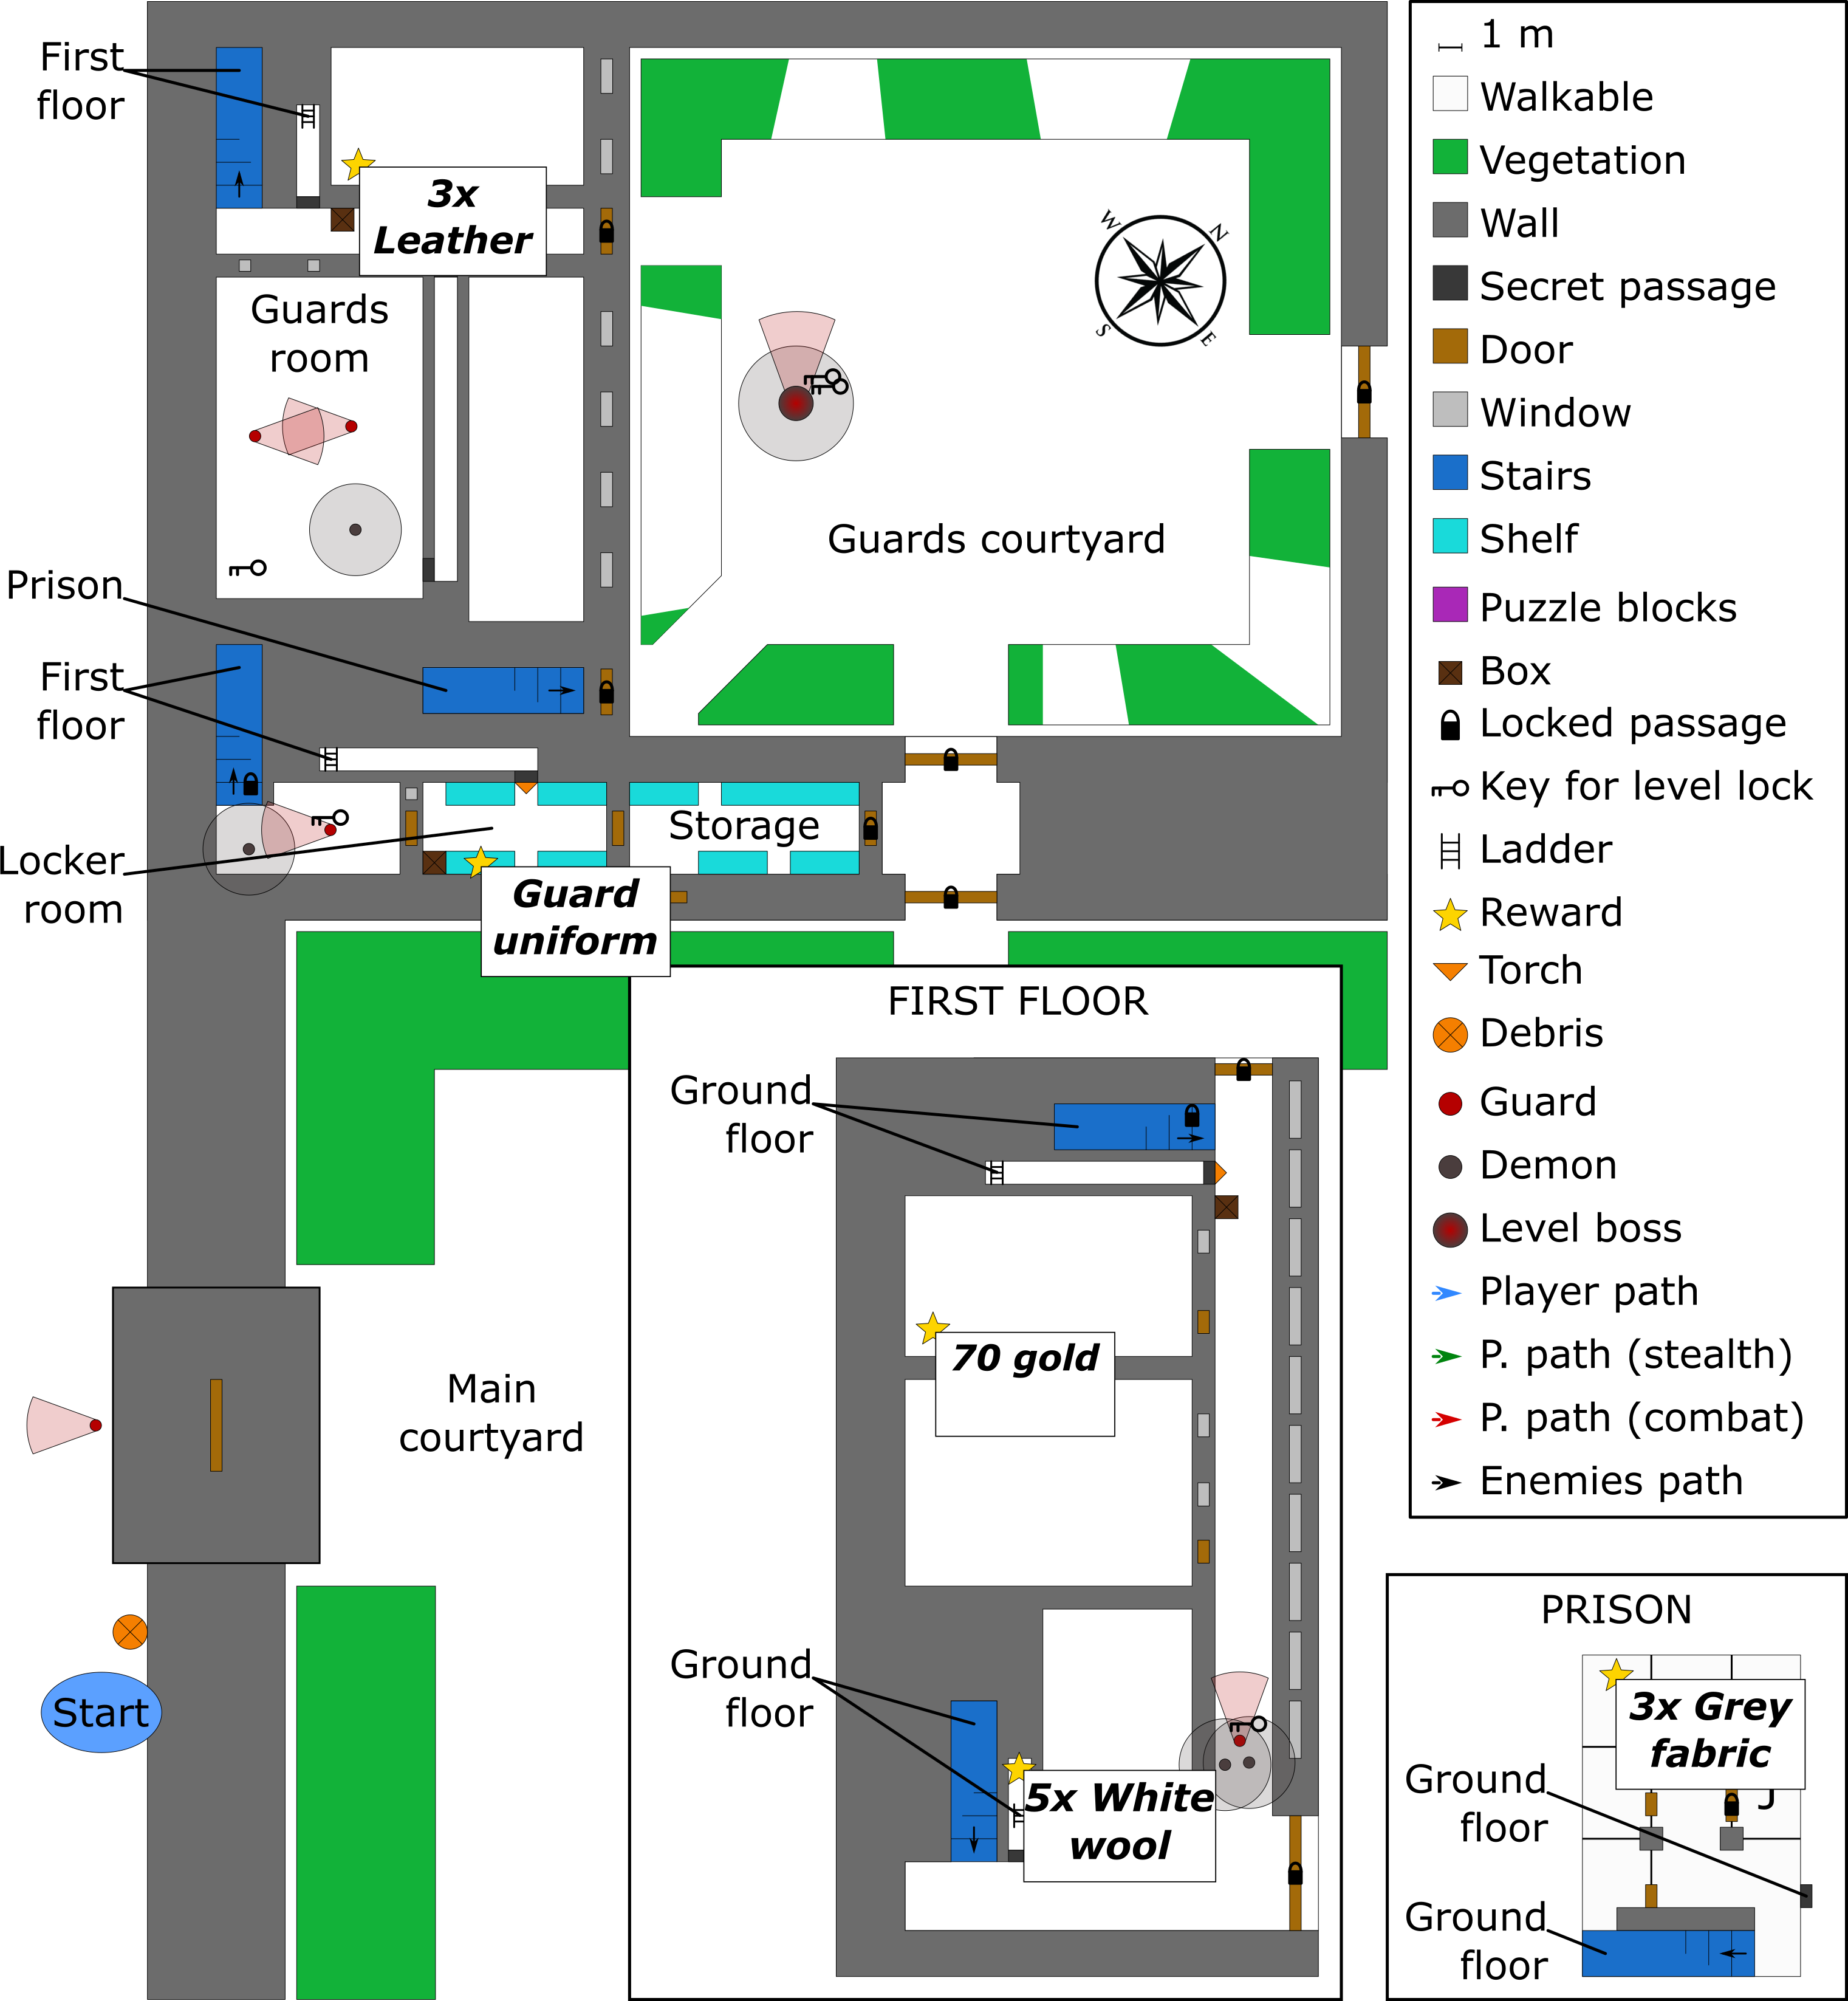 First
floor
3x
Leather
Guards
room
W
N
S
E
Guards courtyard
Prison
First
floor
Storage
Locker
room
Guard
uniform
Main
courtyard
Start
FIRST FLOOR
Ground
floor
70 gold
Ground
floor
5x White
wool
1 m
Walkable
Vegetation
Wall
Secret passage
Door
Window
Stairs
Shelf
Puzzle blocks
Box
Locked passage
Key for level lock
Ladder
Reward
Torch
Debris
Guard
Demon
Level boss
Player path
P. path (stealth)
P. path (combat)
Enemies path
PRISON
3x Grey
fabric
Ground
floor
Ground
floor